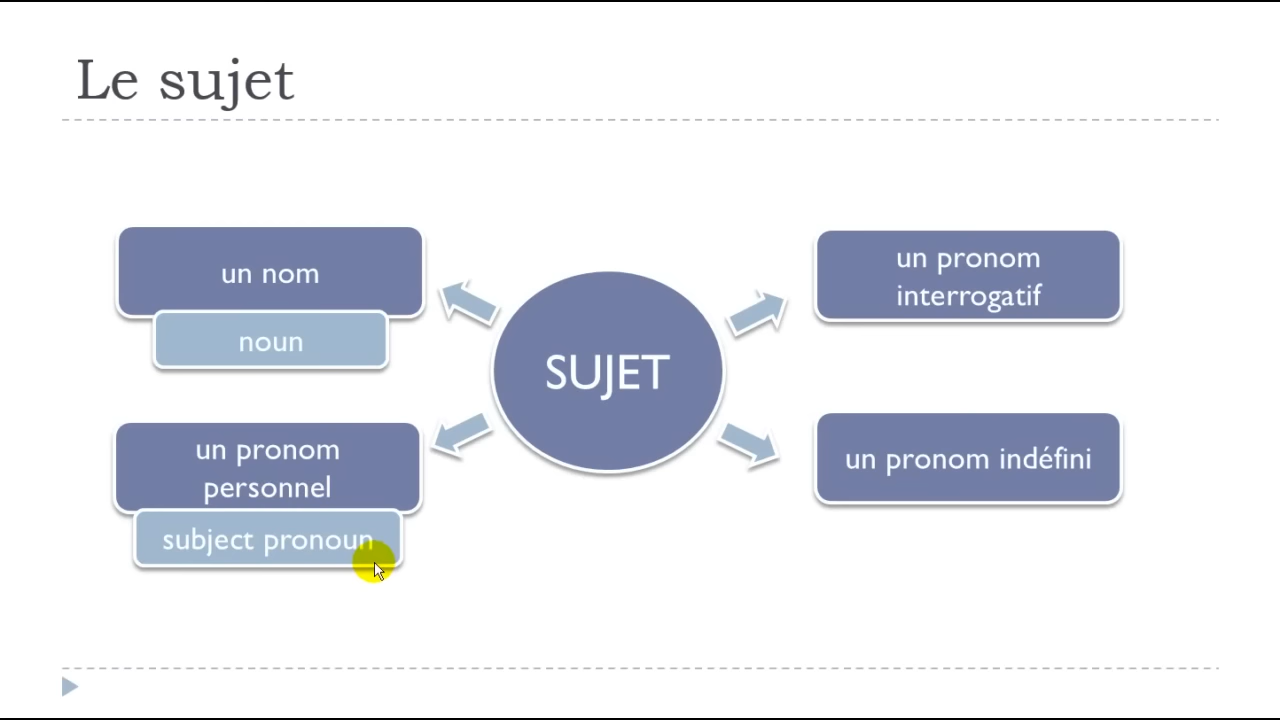 Le sujet
un nom
noun
un pronom
personnel
subject pronoun
SUJET
un pronom
interrogatif
un pronom indéfini